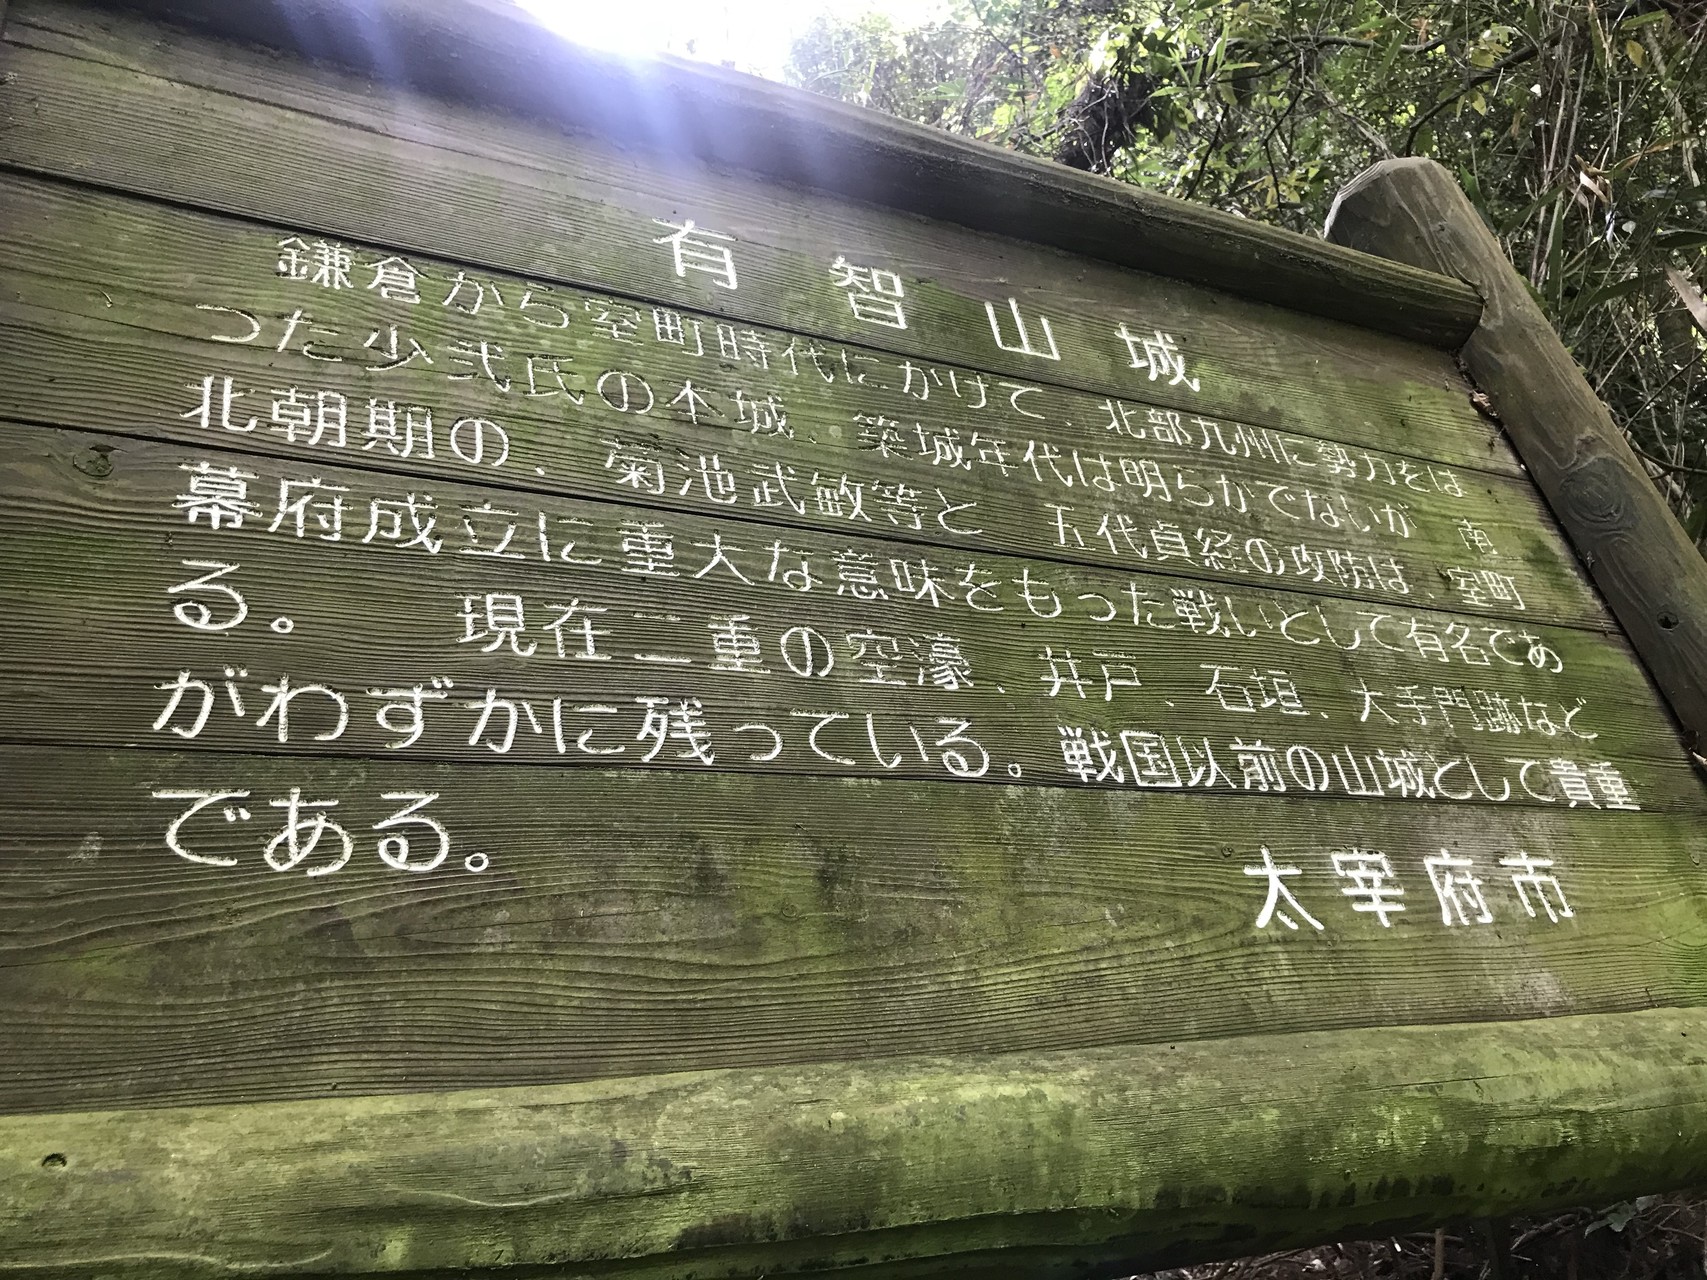 有智山城
鎌倉から室町時代にかけて、北部九州に勢力をは
った少弐氏の本城、築城年代は明らかでないが 南
北朝期の、菊池武敏等と 五代貞経の攻防は、室町
幕府成立に重大な意味をもった戦いとして有名であ
る。 現在二重の空濠、井戸、石垣、大手門跡など
がわずかに残っている。戦国以前の山城として貴重
である。
太宰府市